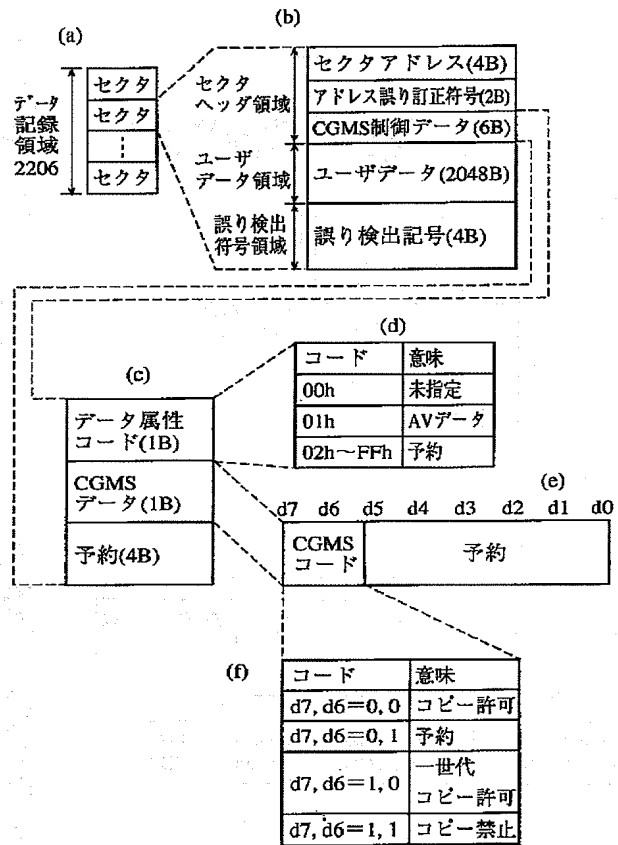 (a)
セクタ
セクタ
セクタ
データ
記録
領域
2206
(b)
セクタ
ヘッダ領域
ユーザ
データ領域
誤り検出
符号領域
セクタアドレス(4B)
アドレス誤り訂正符号(2B)
CGMS制御データ(6B)
ユーザデータ(2048B)
誤り検出記号(4B)
(c)
データ属性
コード(1B)
CGMS
データ(1B)
予約(4B)
(d)
コード 意味
00h 未指定
01h AVデータ
02h～FFh 予約
(e)
d7 d6 d5 d4 d3 d2 d1 d0
CGMS
コード
予約
(f)
コード 意味
d7, d6＝0, 0 コピー許可
d7, d6＝0, 1 予約
d7, d6＝1, 0 一世代
コピー許可
d7, d6＝1, 1 コピー禁止